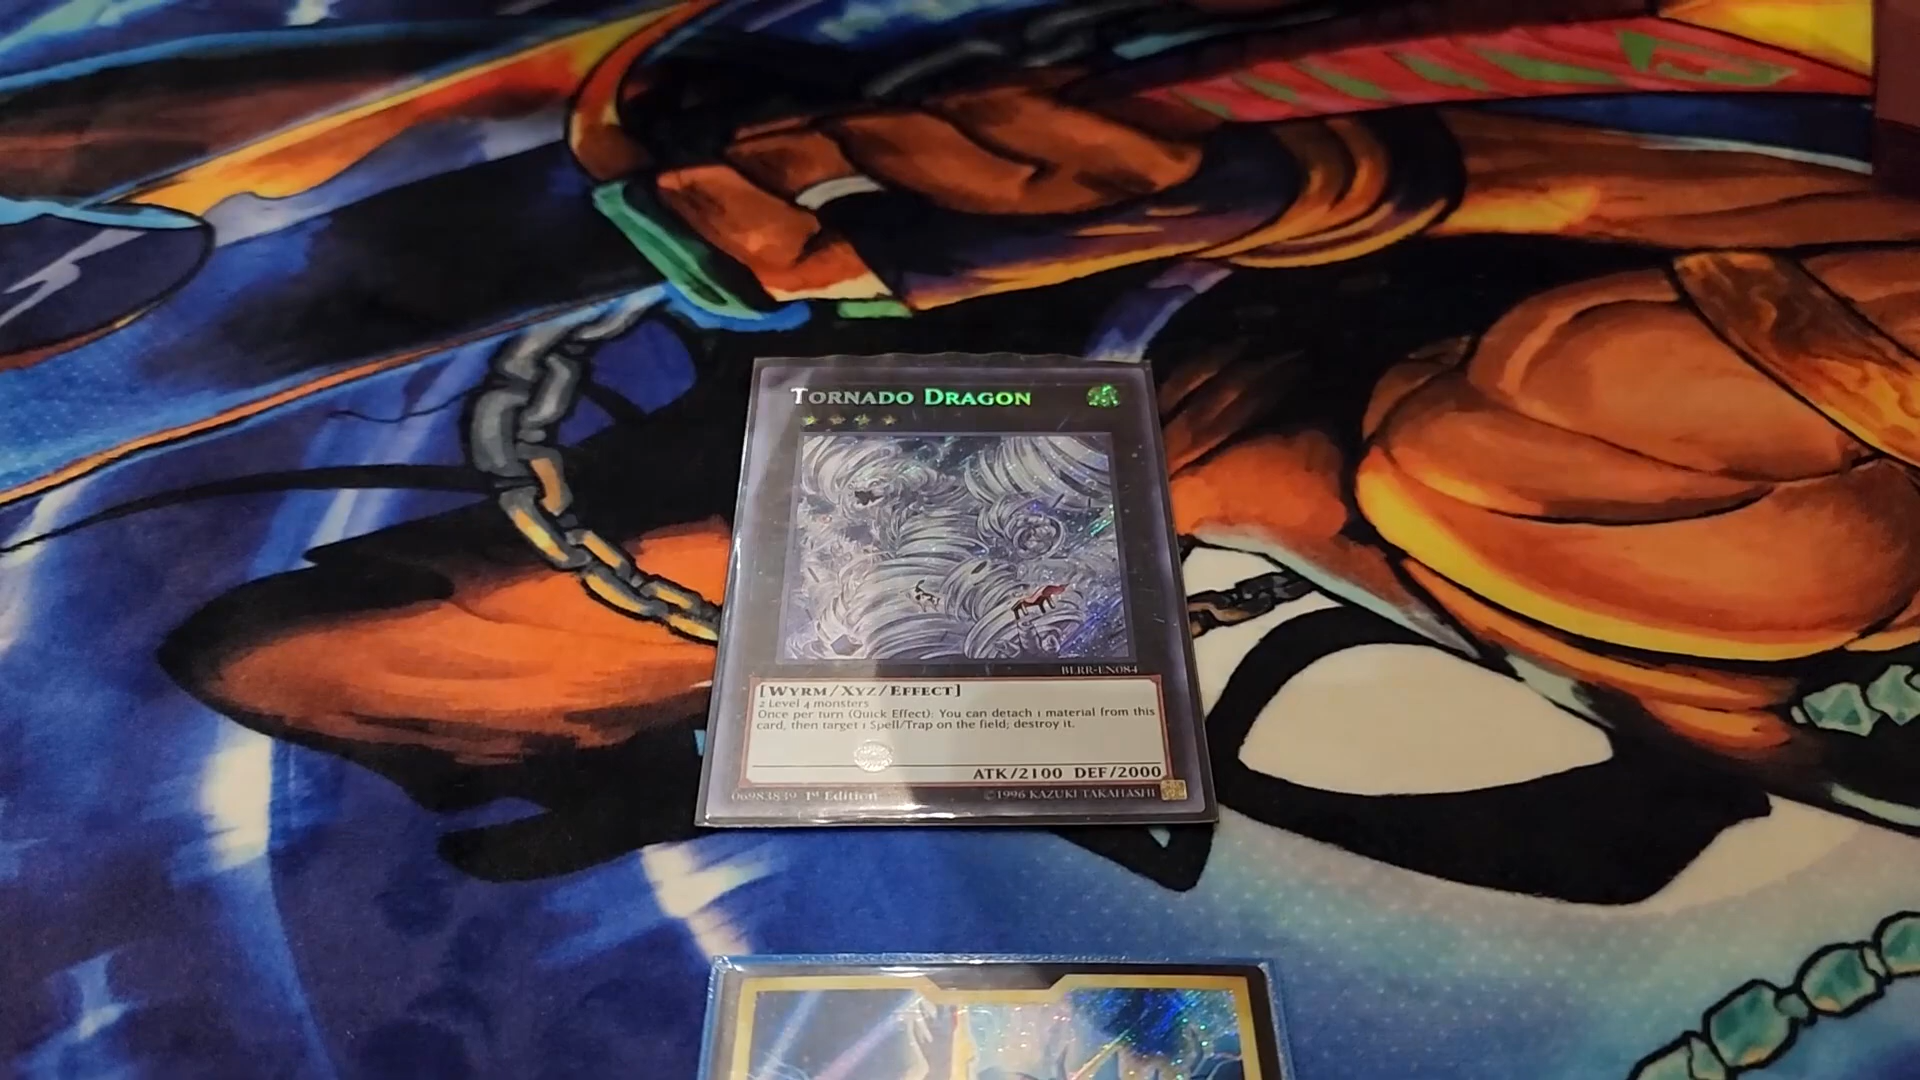 TORNADO DRAGON
BLRR-EN084
[WYRM/XYZ/EFFECT]
2 Level 4 monsters
Once per turn (Quick Effect): You can detach 1 material from this
card, then target 1 Spell/Trap on the field; destroy it.
ATK/2100 DEF/2000
06983839 1st Edition ©1996 KAZUKI TAKAHASHI